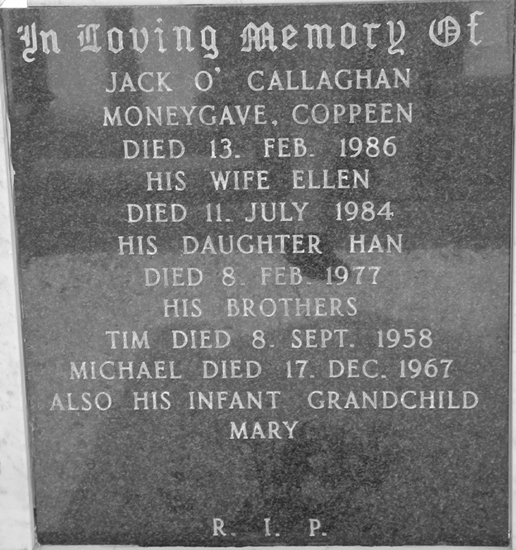 In Loving Memory Of
JACK O' CALLAGHAN
MONEYGAVE, COPPEEN
DIED 13. FEB. 1986
HIS WIFE ELLEN
DIED 11. JULY 1984
HIS DAUGHTER HAN
DIED 8. FEB. 1977
HIS BROTHERS
TIM DIED 8. SEPT. 1958
MICHAEL DIED 17. DEC. 1967
ALSO HIS INFANT GRANDCHILD
MARY
R. I. P.